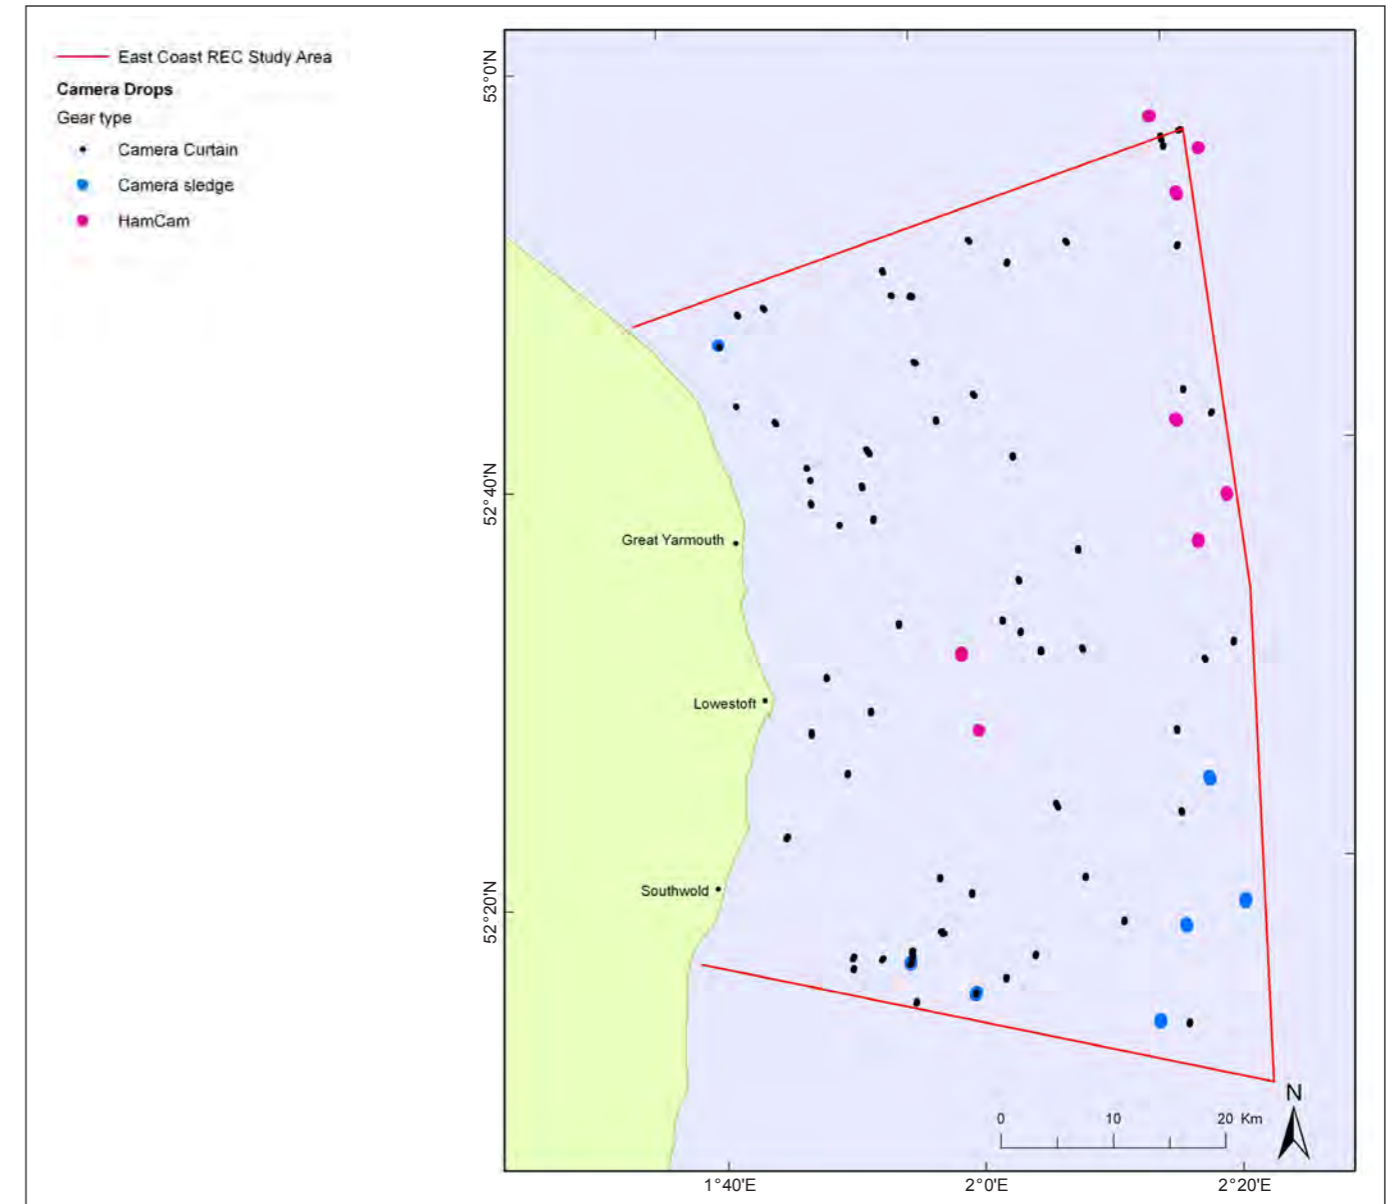 East Coast REC Study Area
Camera Drops
Gear type
Camera Curtain
Camera sledge
HamCam
53°0'N
52°40'N
52°20'N
Great Yarmouth
Lowestoft
Southwold
N
0 10 20 Km
1°40'E 2°0'E 2°20'E